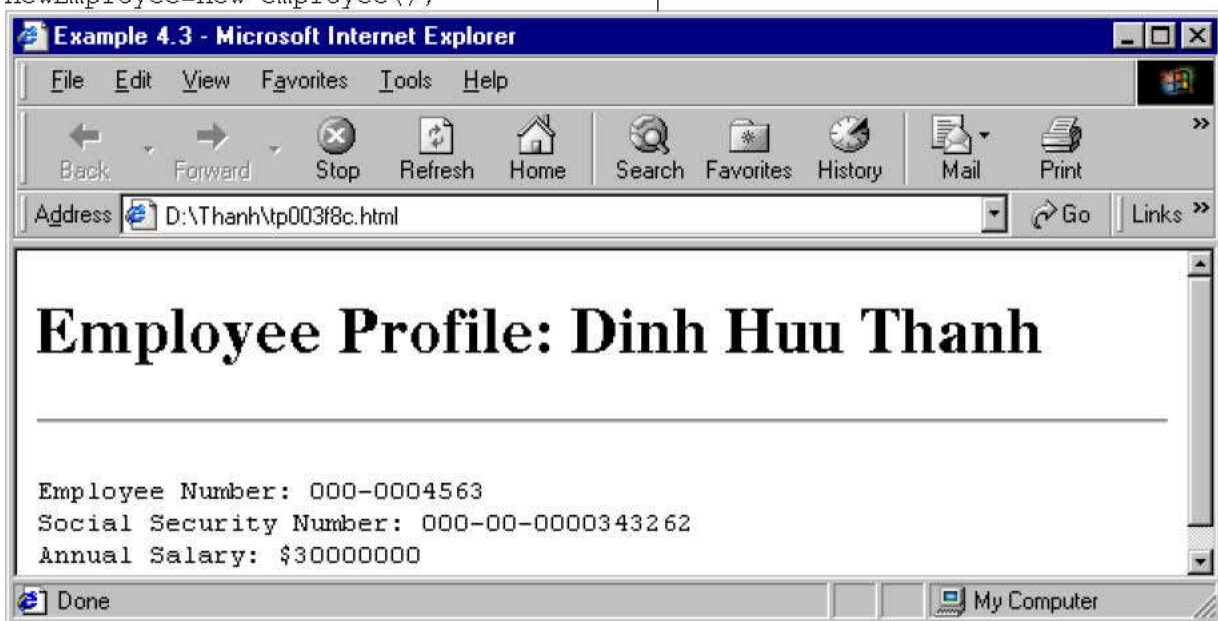 newEmployee=new employee();
Example 4.3 - Microsoft Internet Explorer
File Edit View Favorites Tools Help
Back Forward Stop Refresh Home Search Favorites History Mail Print »
Address D:\Thanh\tp003f8c.html Go Links »
Employee Profile: Dinh Huu Thanh
Employee Number: 000-0004563
Social Security Number: 000-00-0000343262
Annual Salary: $30000000
Done My Computer